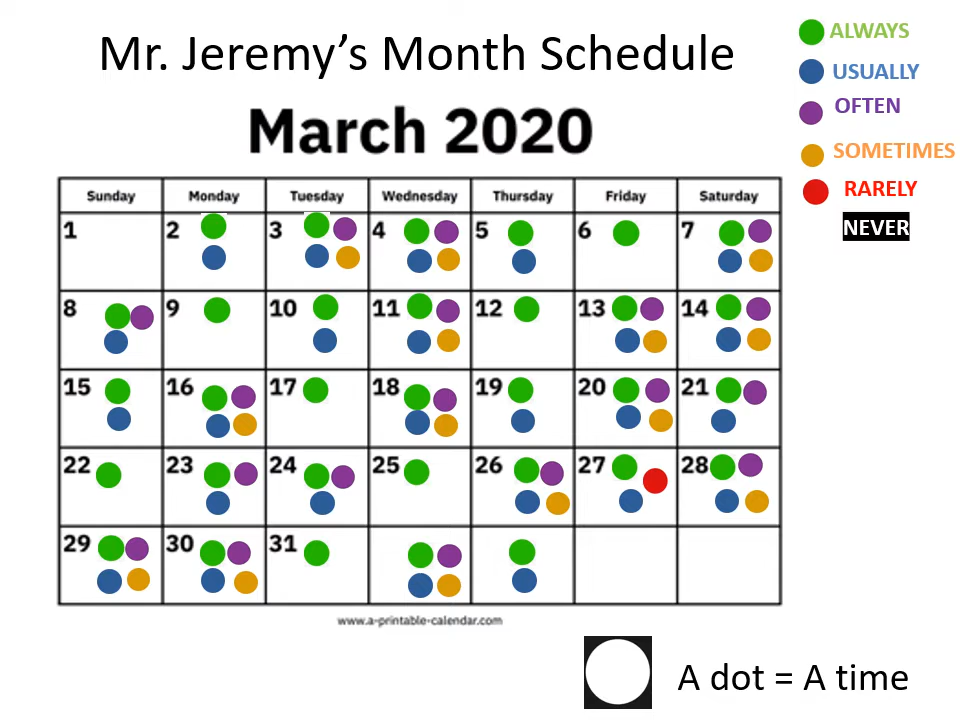 Mr. Jeremy’s Month Schedule
ALWAYS
USUALLY
OFTEN
SOMETIMES
RARELY
NEVER
March 2020
Sunday Monday Tuesday Wednesday Thursday Friday Saturday
1 2 3 4 5 6 7
8 9 10 11 12 13 14
15 16 17 18 19 20 21
22 23 24 25 26 27 28
29 30 31
www.a-printable-calendar.com
A dot = A time